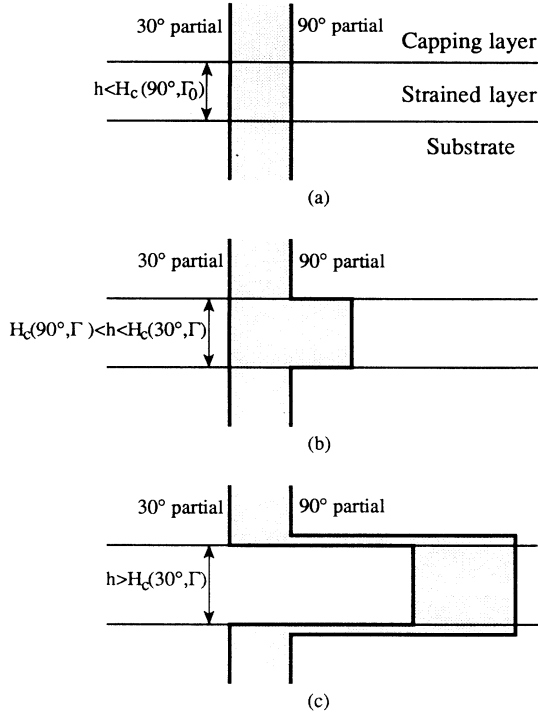 30° partial 90° partial
Capping layer
h<Hc(90°,Γ0)
Strained layer
Substrate
(a)
30° partial 90° partial
Hc(90°,Γ)<h<Hc(30°,Γ)
(b)
30° partial 90° partial
h>Hc(30°,Γ)
(c)